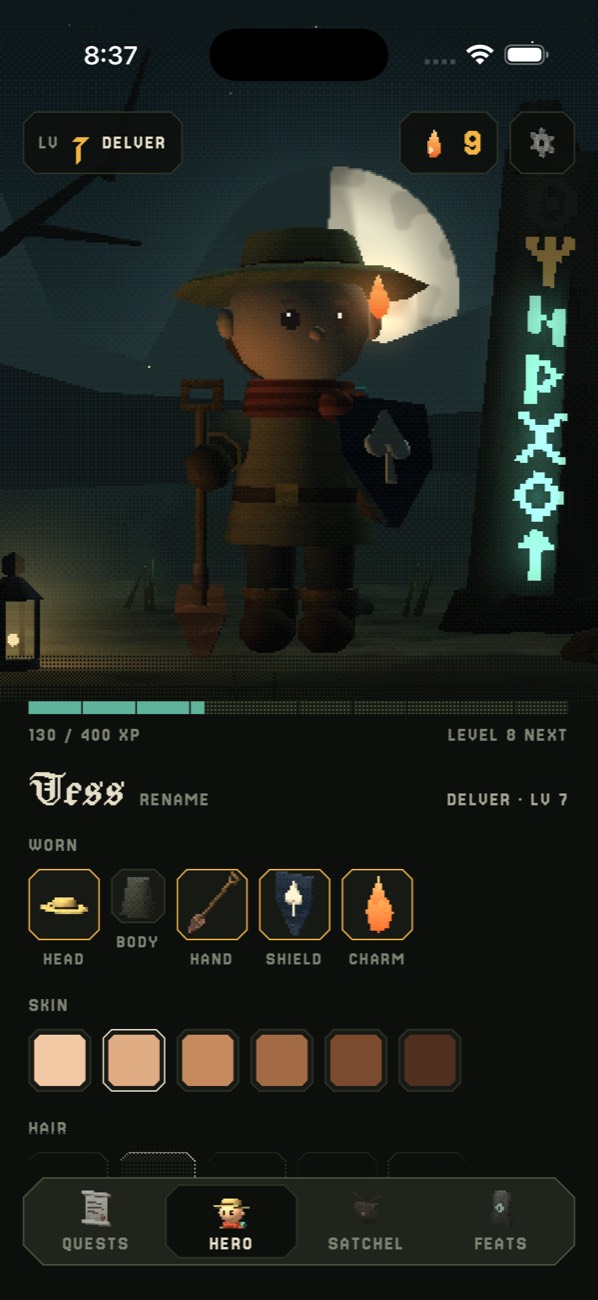 8:37
LV 7 DELVER
9
130 / 400 XP
LEVEL 8 NEXT
Tess RENAME
DELVER · LV 7
WORN
HEAD
BODY
HAND
SHIELD
CHARM
SKIN
HAIR
QUESTS
HERO
SATCHEL
FEATS